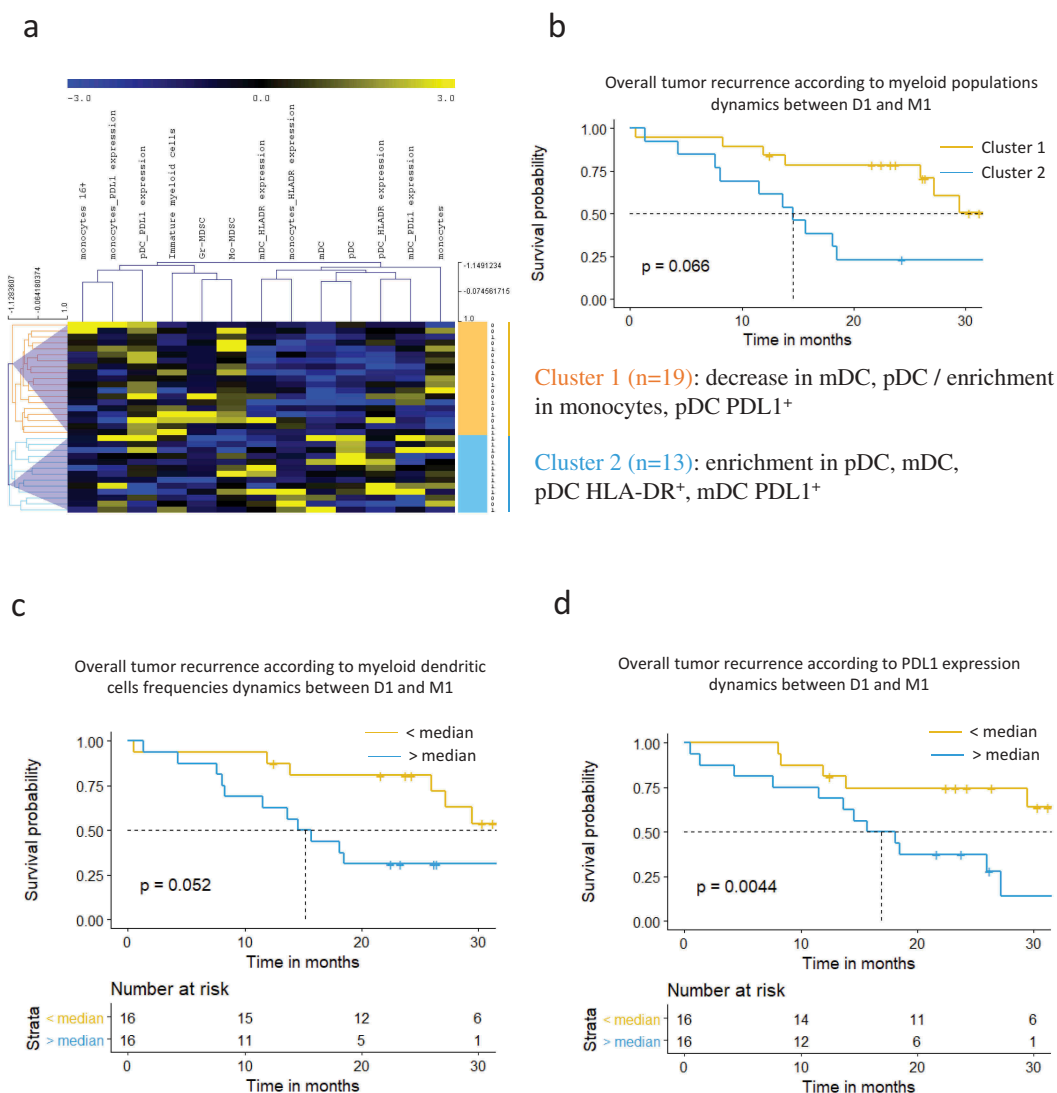 a
-3.0 0.0 3.0
monocytes 16+
monocytes_PDL1 expression
pDC_PDL1 expression
Immature myeloid cells
Gr-MDSC
Mo-MDSC
mDC_HLADR expression
monocytes_HLADR expression
mDC
pDC
pDC_HLADR expression
mDC_PDL1 expression
monocytes
-1.1491234
-0.074561715
1.0
-1.1283607
-0.064180374
1.0
b
Overall tumor recurrence according to myeloid populations
dynamics between D1 and M1
Survival probability
1.00
0.75
0.50
0.25
0.00
Cluster 1
Cluster 2
p = 0.066
0 10 20 30
Time in months
Cluster 1 (n=19): decrease in mDC, pDC / enrichment
in monocytes, pDC PDL1+
Cluster 2 (n=13): enrichment in pDC, mDC,
pDC HLA-DR+, mDC PDL1+
c
Overall tumor recurrence according to myeloid dendritic
cells frequencies dynamics between D1 and M1
Survival probability
1.00
0.75
0.50
0.25
0.00
< median
> median
p = 0.052
0 10 20 30
Time in months
Number at risk
Strata
< median 16 15 12 6
> median 16 11 5 1
0 10 20 30
Time in months
d
Overall tumor recurrence according to PDL1 expression
dynamics between D1 and M1
Survival probability
1.00
0.75
0.50
0.25
0.00
< median
> median
p = 0.0044
0 10 20 30
Time in months
Number at risk
Strata
< median 16 14 11 6
> median 16 12 6 1
0 10 20 30
Time in months